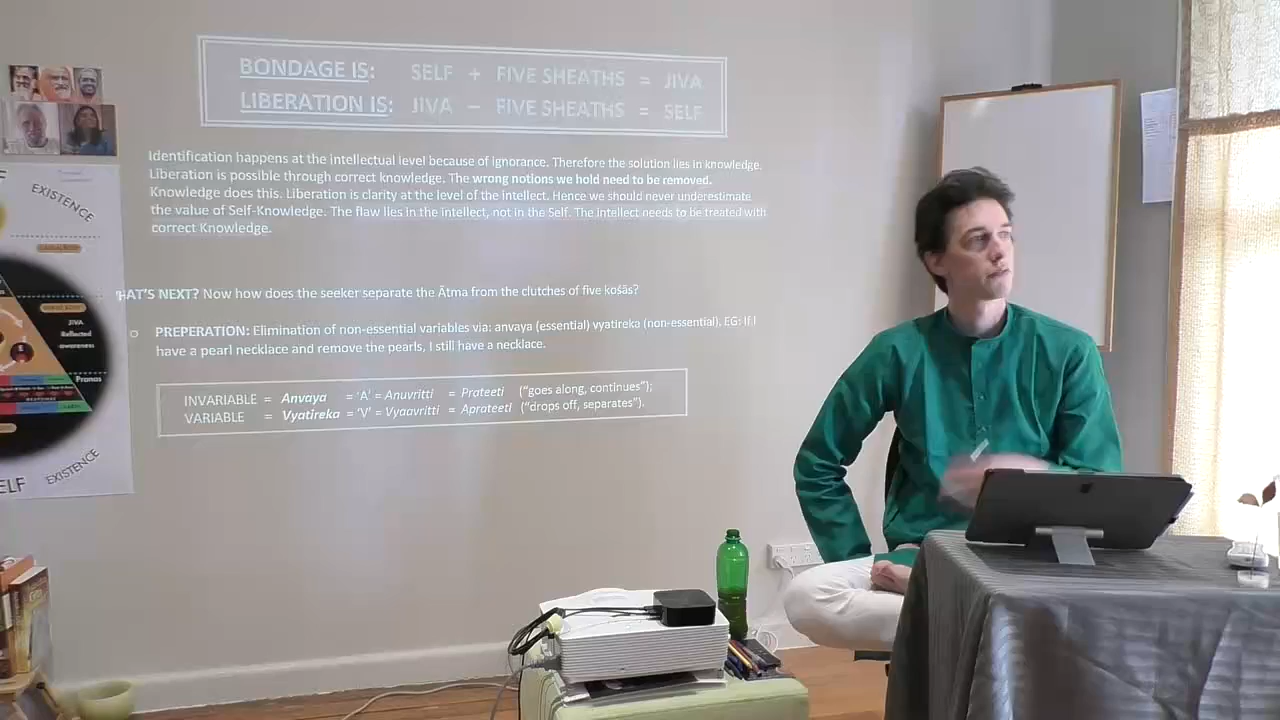 BONDAGE IS: SELF + FIVE SHEATHS = JIVA
LIBERATION IS: JIVA − FIVE SHEATHS = SELF
Identification happens at the intellectual level because of ignorance. Therefore the solution lies in knowledge.
Liberation is possible through correct knowledge. The wrong notions we hold need to be removed.
Knowledge does this. Liberation is clarity at the level of the intellect. Hence we should never underestimate
the value of Self-Knowledge. The flaw lies in the intellect, not in the Self. The intellect needs to be treated with
correct Knowledge.
HAT'S NEXT? Now how does the seeker separate the Ātma from the clutches of five kośās?
o PREPARATION: Elimination of non-essential variables via: anvaya (essential) vyatireka (non-essential). EG: If I
have a pearl necklace and remove the pearls, I still have a necklace.
INVARIABLE = Anvaya = 'A' = Anuvritti = Prateeti ("goes along, continues");
VARIABLE = Vyatireka = 'V' = Vyaavritti = Aprateeti ("drops off, separates").
EXISTENCE
JIVA
Reflected
awareness
E
Pranas
ELF
EXISTENCE